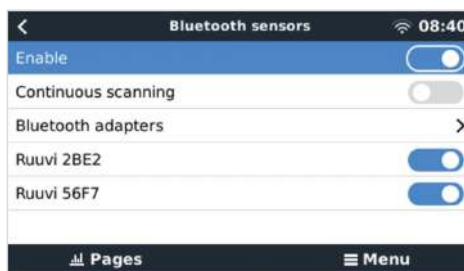 Bluetooth sensors 08:40
Enable
Continuous scanning
Bluetooth adapters
Ruuvi 2BE2
Ruuvi 56F7
Pages Menu